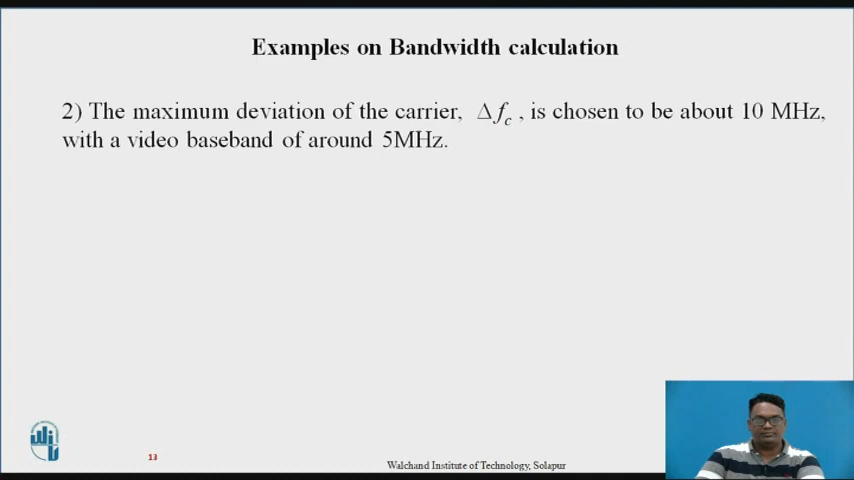 Examples on Bandwidth calculation
2) The maximum deviation of the carrier, Δ f_c , is chosen to be about 10 MHz,
with a video baseband of around 5MHz.
13
Walchand Institute of Technology, Solapur